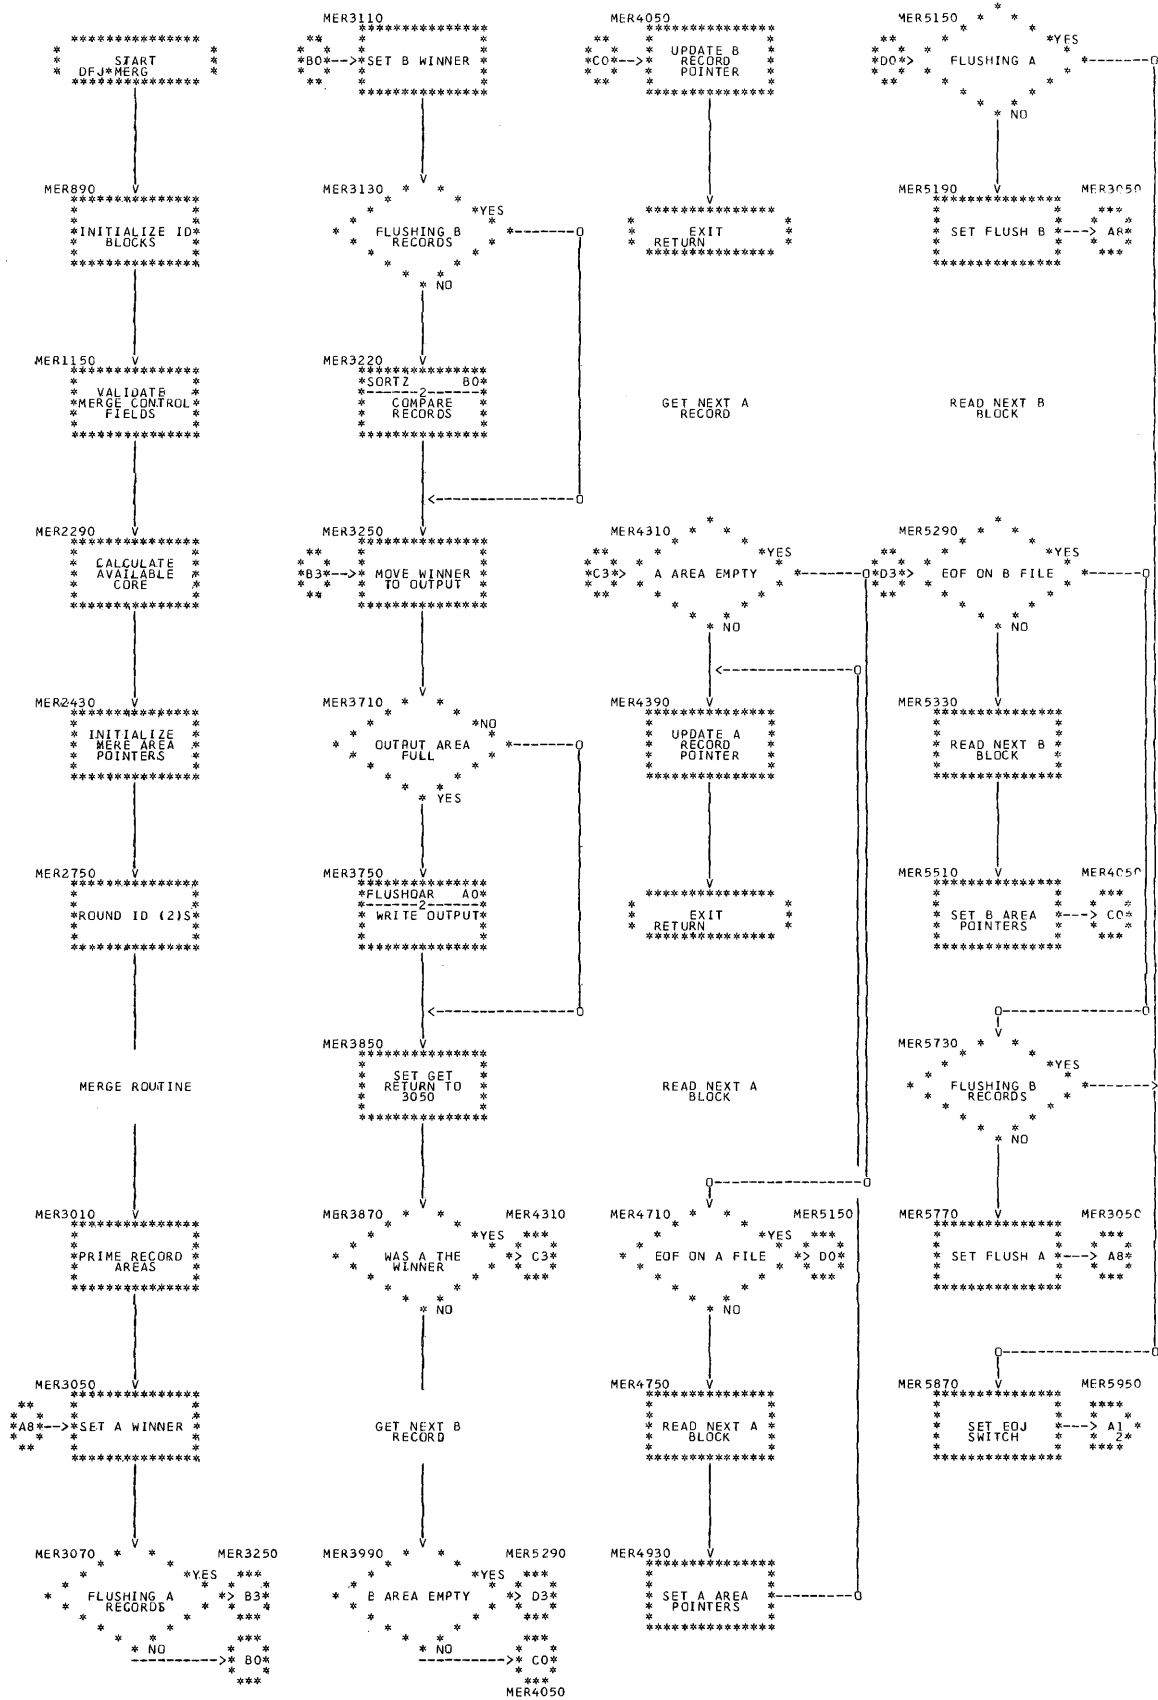 START
DFJ*MERG
MER890
INITIALIZE ID
BLOCKS
MER1150
VALIDATE
MERGE CONTROL
FIELDS
MER2290
CALCULATE
AVAILABLE
CORE
MER2430
INITIALIZE
MERE AREA
POINTERS
MER2750
ROUND ID (2)S
MERGE ROUTINE
MER3010
PRIME RECORD
AREAS
MER3050
A8
SET A WINNER
MER3070
FLUSHING A
RECORDS
YES
MER3250
B3
NO
B0
MER3110
B0
SET B WINNER
MER3130
FLUSHING B
RECORDS
YES
NO
MER3220
SORTZ B0
2
COMPARE
RECORDS
MER3250
B3
MOVE WINNER
TO OUTPUT
MER3710
OUTPUT AREA
FULL
NO
YES
MER3750
FLUSHOAR A0
2
WRITE OUTPUT
MER3850
SET GET
RETURN TO
3050
MER3870
WAS A THE
WINNER
YES
MER4310
C3
NO
GET NEXT B
RECORD
MER3990
B AREA EMPTY
YES
MER5290
D3
NO
C0
MER4050
MER4050
C0
UPDATE B
RECORD
POINTER
EXIT
RETURN
GET NEXT A
RECORD
MER4310
C3
A AREA EMPTY
YES
NO
MER4390
UPDATE A
RECORD
POINTER
EXIT
RETURN
READ NEXT A
BLOCK
MER4710
EOF ON A FILE
YES
MER5150
D0
NO
MER4750
READ NEXT A
BLOCK
MER4930
SET A AREA
POINTERS
MER5150
D0
FLUSHING A
YES
NO
MER5190
SET FLUSH B
MER3050
A8
READ NEXT B
BLOCK
MER5290
D3
EOF ON B FILE
YES
NO
MER5330
READ NEXT B
BLOCK
MER5510
SET B AREA
POINTERS
MER4050
C0
MER5730
FLUSHING B
RECORDS
YES
NO
MER5770
SET FLUSH A
MER3050
A8
MER5870
SET EOJ
SWITCH
MER5950
A1
2